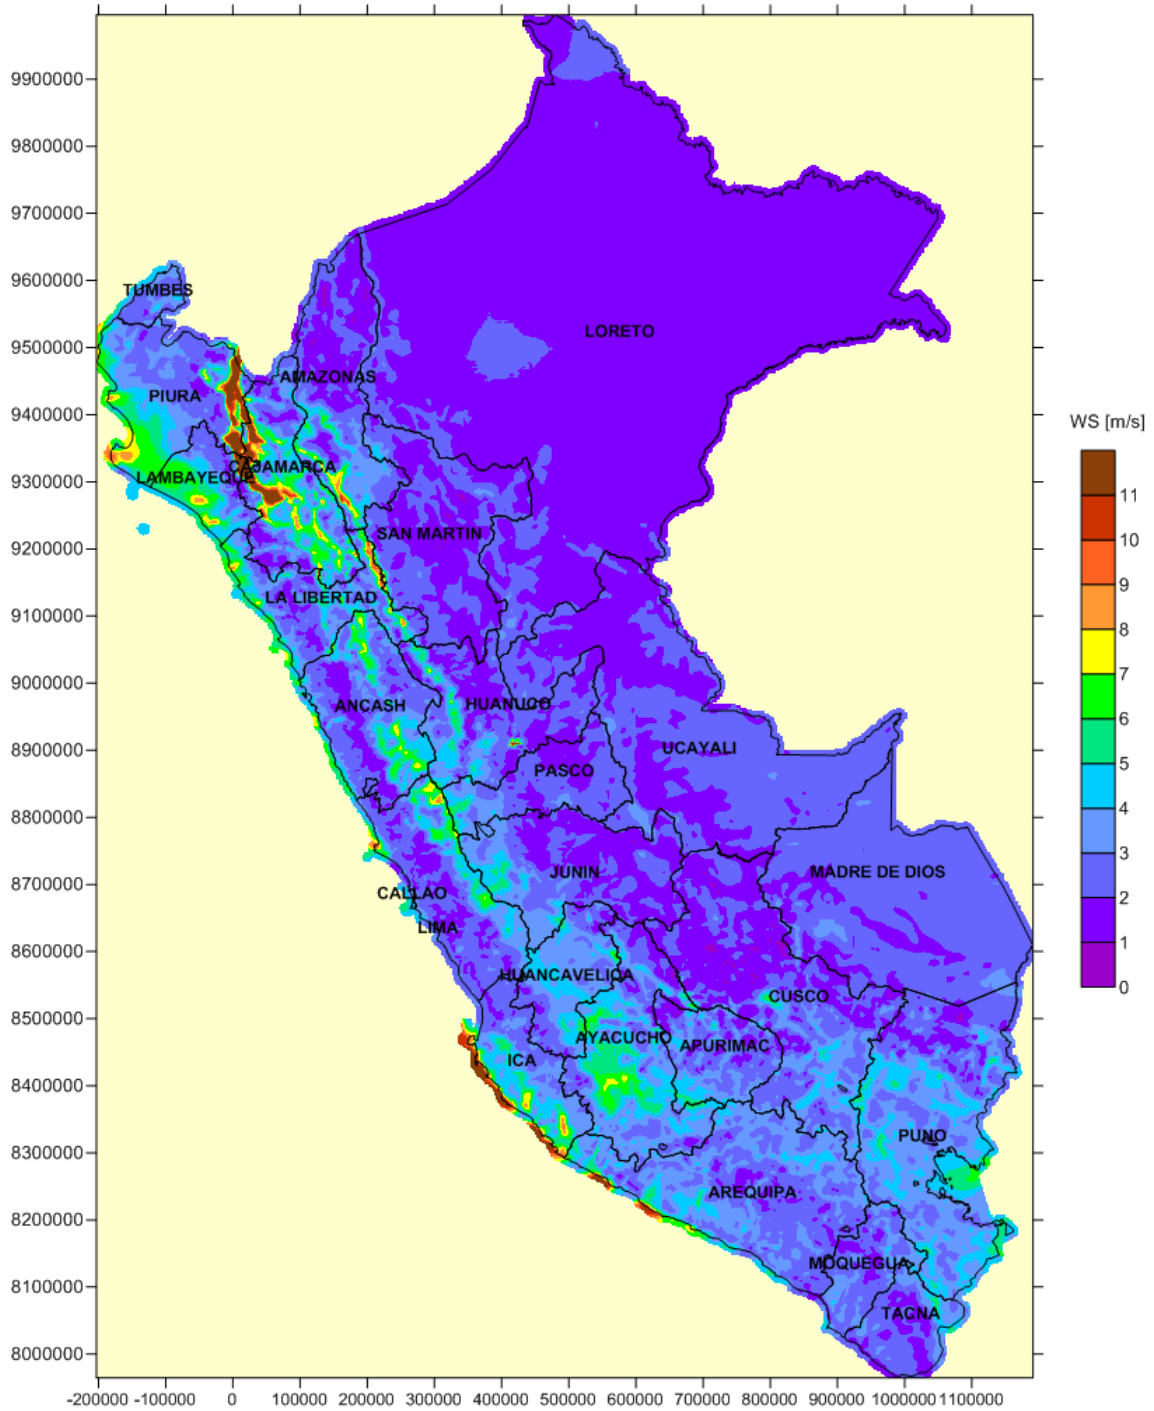 9900000
9800000
9700000
9600000
TUMBES
9500000
LORETO
AMAZONAS
PIURA
9400000
WS [m/s]
CAJAMARCA
LAMBAYEQUE
9300000
11
SAN MARTIN
10
9200000
9
LA LIBERTAD
9100000
8
9000000
7
ANCASH
HUANUCO
6
UCAYALI
8900000
PASCO
5
4
8800000
3
JUNIN
MADRE DE DIOS
8700000
CALLAO
2
LIMA
1
8600000
HUANCAVELICA
0
CUSCO
8500000
AYACUCHO
APURIMAC
ICA
8400000
PUNO
8300000
AREQUIPA
8200000
MOQUEGUA
8100000
TACNA
8000000
-200000 -100000 0 100000 200000 300000 400000 500000 600000 700000 800000 900000 1000000 1100000